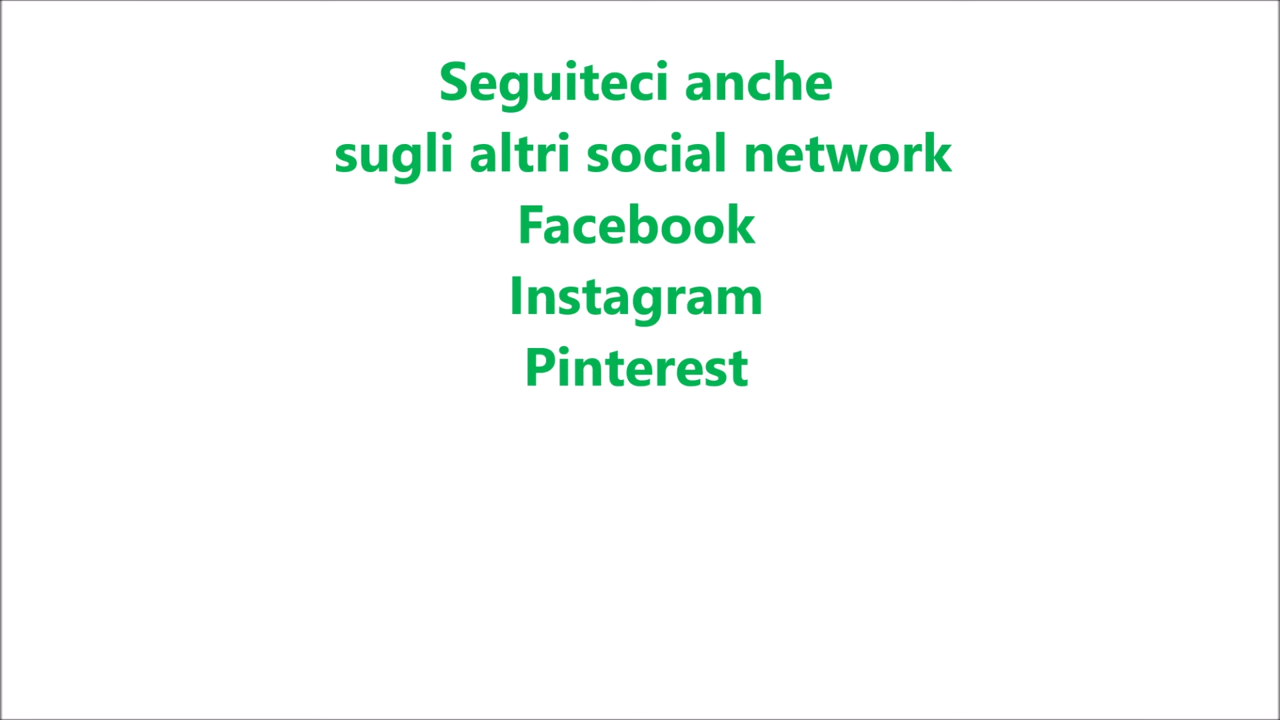 Seguiteci anche
sugli altri social network
Facebook
Instagram
Pinterest